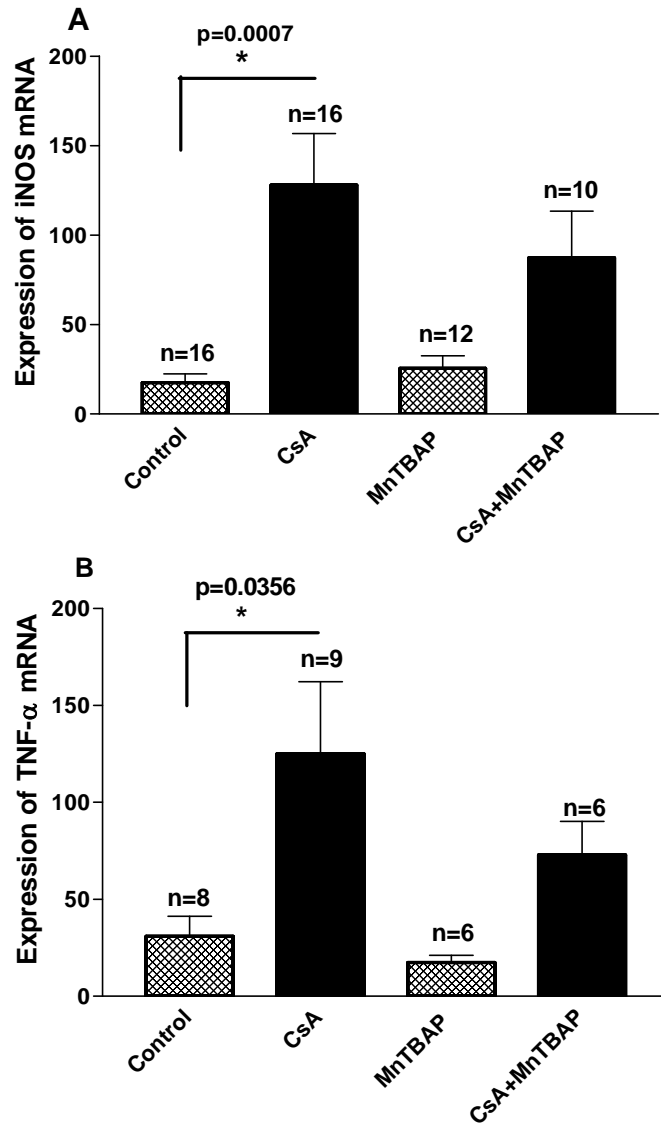 A
p=0.0007
*
200
150
100
50
0
Expression of iNOS mRNA
n=16
n=16
n=12
n=10
Control
CsA
MnTBAP
CsA+MnTBAP
B
p=0.0356
*
200
150
100
50
0
Expression of TNF-α mRNA
n=8
n=9
n=6
n=6
Control
CsA
MnTBAP
CsA+MnTBAP